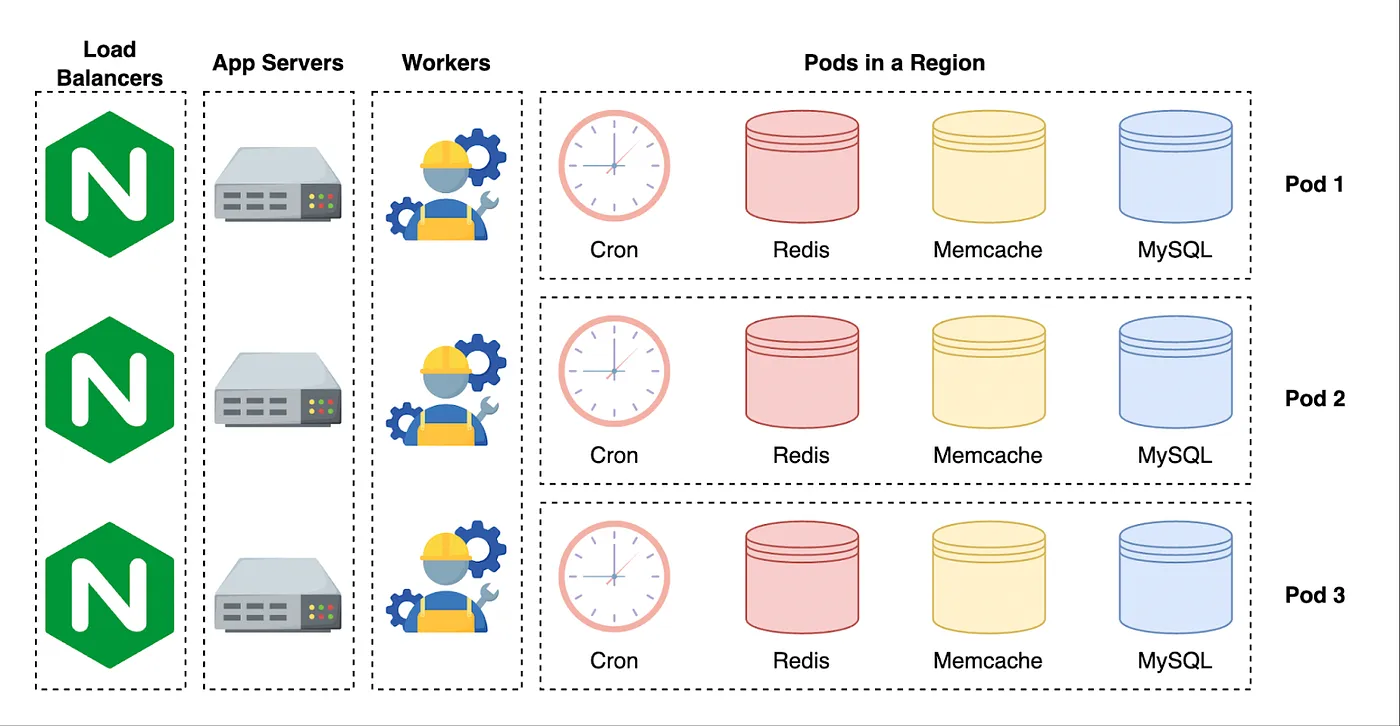 Load
Balancers
App Servers
Workers
Pods in a Region
N
Cron
Redis
Memcache
MySQL
Pod 1
N
Cron
Redis
Memcache
MySQL
Pod 2
N
Cron
Redis
Memcache
MySQL
Pod 3